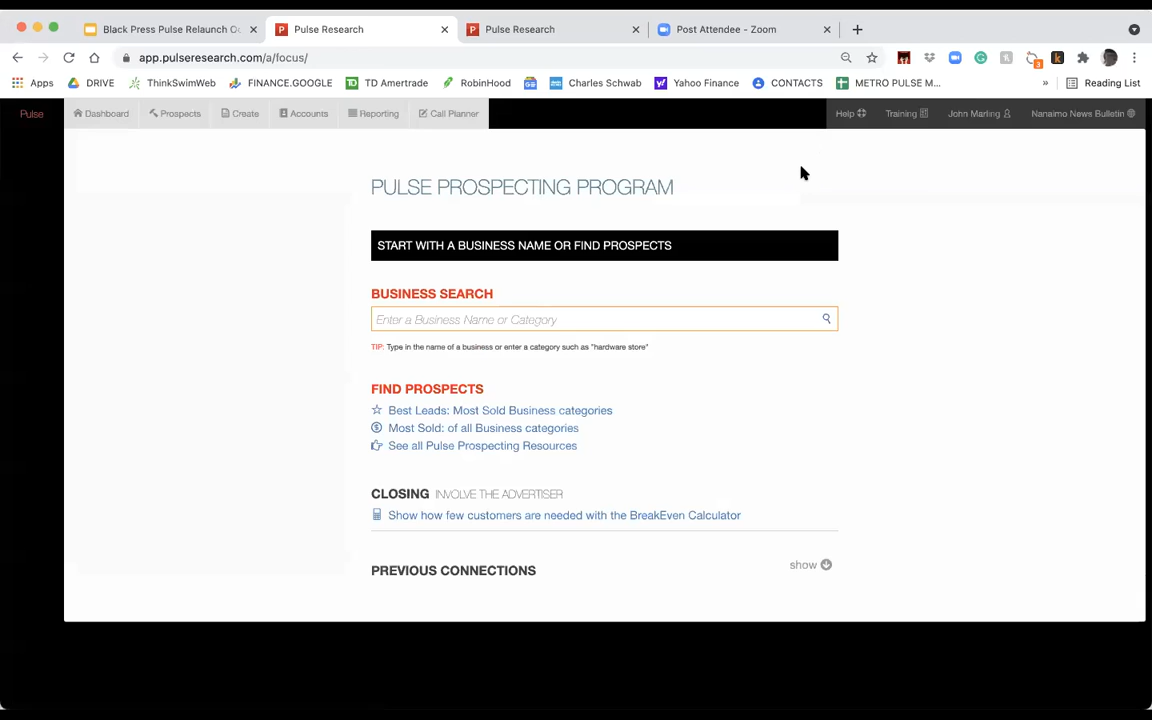 Black Press Pulse Relaunch Ou
Pulse Research
Pulse Research
Post Attendee - Zoom
app.pulseresearch.com/a/focus/
Apps
DRIVE
ThinkSwimWeb
FINANCE.GOOGLE
TD Amertrade
RobinHood
Charles Schwab
Yahoo Finance
CONTACTS
METRO PULSE M...
»
Reading List
Pulse
Dashboard
Prospects
Create
Accounts
Reporting
Call Planner
Help
Training
John Marling
Nanaimo News Bulletin
PULSE PROSPECTING PROGRAM
START WITH A BUSINESS NAME OR FIND PROSPECTS
BUSINESS SEARCH
Enter a Business Name or Category
TIP: Type in the name of a business or enter a category such as "hardware store"
FIND PROSPECTS
Best Leads: Most Sold Business categories
Most Sold: of all Business categories
See all Pulse Prospecting Resources
CLOSING INVOLVE THE ADVERTISER
Show how few customers are needed with the BreakEven Calculator
PREVIOUS CONNECTIONS
show